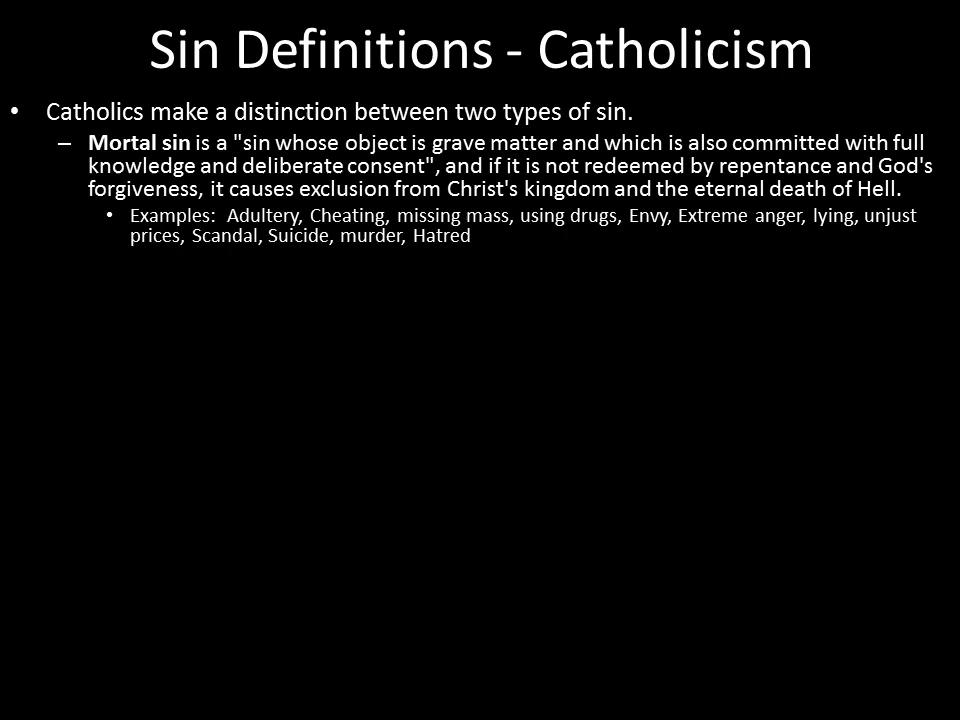 Sin Definitions - Catholicism
• Catholics make a distinction between two types of sin.
– Mortal sin is a "sin whose object is grave matter and which is also committed with full
knowledge and deliberate consent", and if it is not redeemed by repentance and God's
forgiveness, it causes exclusion from Christ's kingdom and the eternal death of Hell.
• Examples:  Adultery, Cheating, missing mass, using drugs, Envy, Extreme anger, lying, unjust
prices, Scandal, Suicide, murder, Hatred